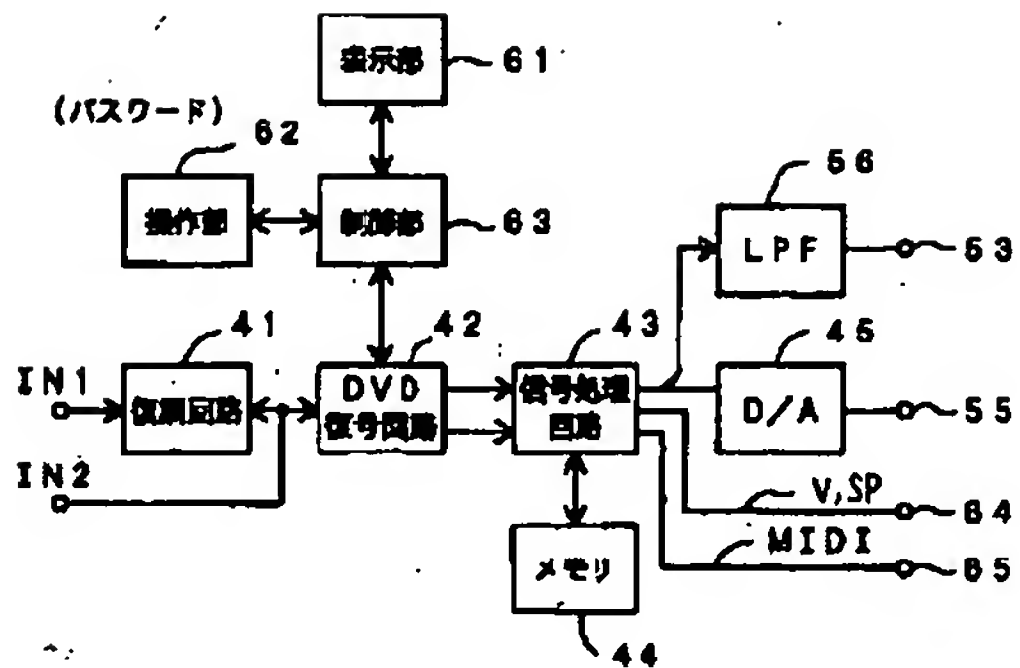 表示部
61
(パスワード)
62
56
操作部
制御部
63
LPF
53
41
42
43
45
IN1
復調回路
DVD
復号回路
信号処理
回路
D/A
55
IN2
V,SP
64
MIDI
65
メモリ
44